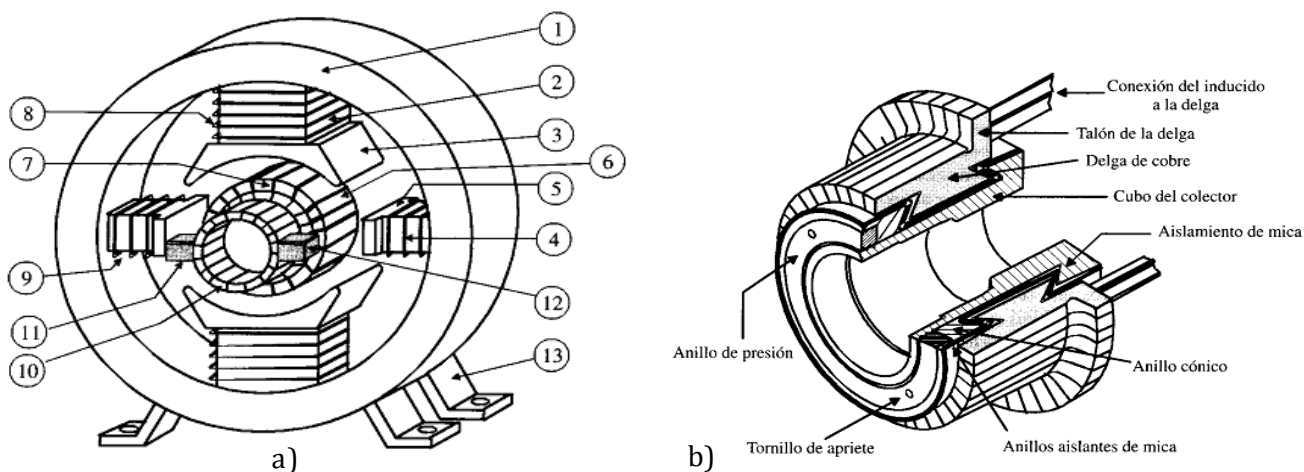 1
2
8
3
7
6
5
4
9
12
11
10
13
a)
Conexión del inducido
a la delga
Talón de la delga
Delga de cobre
Cubo del colector
Aislamiento de mica
Anillo de presión
Anillo cónico
Tornillo de apriete
Anillos aislantes de mica
b)